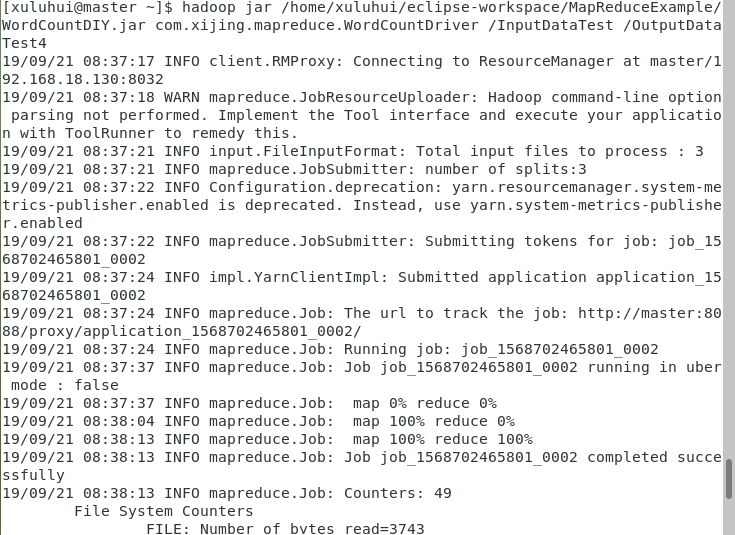 [xuluhui@master ~]$ hadoop jar /home/xuluhui/eclipse-workspace/MapReduceExample/
WordCountDIY.jar com.xijing.mapreduce.WordCountDriver /InputDataTest /OutputData
Test4
19/09/21 08:37:17 INFO client.RMProxy: Connecting to ResourceManager at master/1
92.168.18.130:8032
19/09/21 08:37:18 WARN mapreduce.JobResourceUploader: Hadoop command-line option
 parsing not performed. Implement the Tool interface and execute your applicatio
n with ToolRunner to remedy this.
19/09/21 08:37:21 INFO input.FileInputFormat: Total input files to process : 3
19/09/21 08:37:21 INFO mapreduce.JobSubmitter: number of splits:3
19/09/21 08:37:22 INFO Configuration.deprecation: yarn.resourcemanager.system-me
trics-publisher.enabled is deprecated. Instead, use yarn.system-metrics-publishe
r.enabled
19/09/21 08:37:22 INFO mapreduce.JobSubmitter: Submitting tokens for job: job_15
68702465801_0002
19/09/21 08:37:24 INFO impl.YarnClientImpl: Submitted application application_15
68702465801_0002
19/09/21 08:37:24 INFO mapreduce.Job: The url to track the job: http://master:80
88/proxy/application_1568702465801_0002/
19/09/21 08:37:24 INFO mapreduce.Job: Running job: job_1568702465801_0002
19/09/21 08:37:37 INFO mapreduce.Job: Job job_1568702465801_0002 running in uber
 mode : false
19/09/21 08:37:37 INFO mapreduce.Job:  map 0% reduce 0%
19/09/21 08:38:04 INFO mapreduce.Job:  map 100% reduce 0%
19/09/21 08:38:13 INFO mapreduce.Job:  map 100% reduce 100%
19/09/21 08:38:13 INFO mapreduce.Job: Job job_1568702465801_0002 completed succe
ssfully
19/09/21 08:38:13 INFO mapreduce.Job: Counters: 49
        File System Counters
                FILE: Number of bytes read=3743